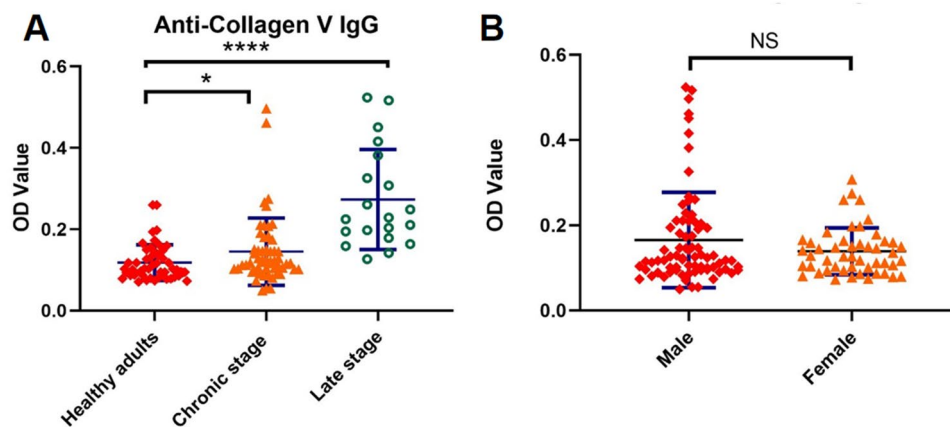 A
Anti-Collagen V IgG
****
*
OD Value
0.6
0.4
0.2
0.0
Healthy adults
Chronic stage
Late stage
B
NS
OD Value
0.6
0.4
0.2
0.0
Male
Female